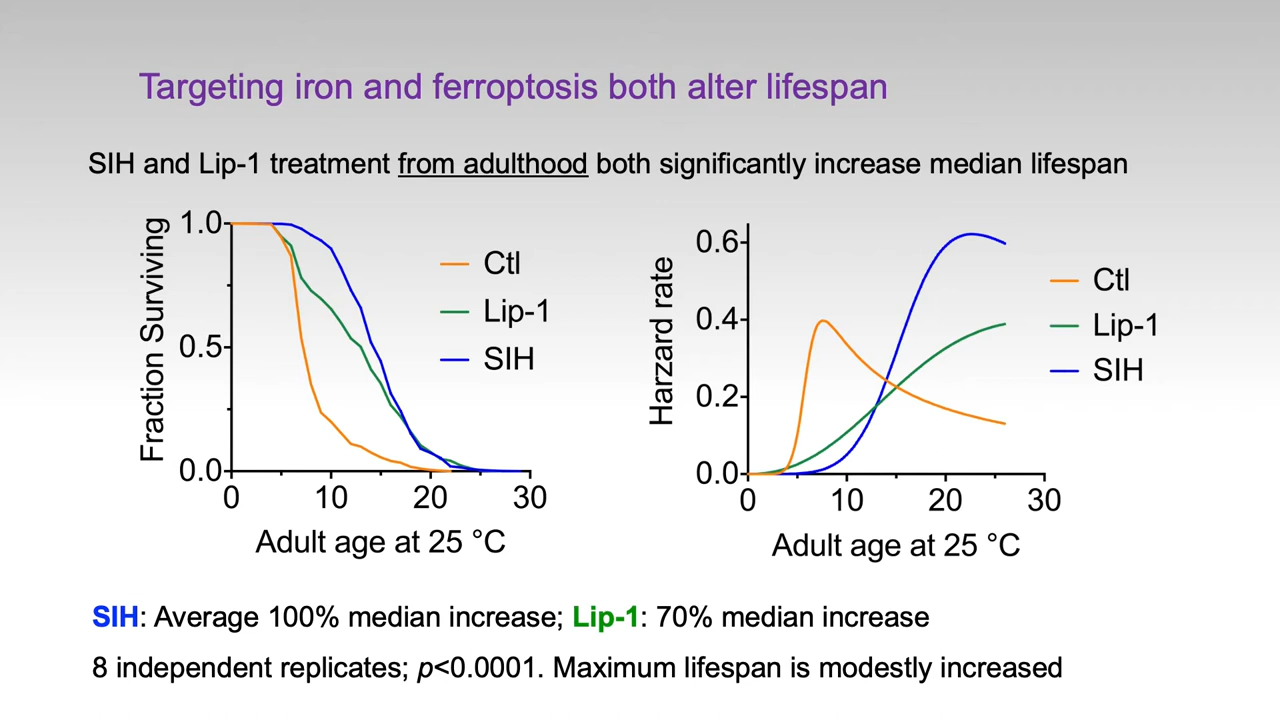 Targeting iron and ferroptosis both alter lifespan
SIH and Lip-1 treatment from adulthood both significantly increase median lifespan
Fraction Surviving
1.0
0.5
0.0
0 10 20 30
Adult age at 25 °C
Ctl
Lip-1
SIH
Harzard rate
0.6
0.4
0.2
0.0
0 10 20 30
Adult age at 25 °C
Ctl
Lip-1
SIH
SIH: Average 100% median increase; Lip-1: 70% median increase
8 independent replicates; p<0.0001. Maximum lifespan is modestly increased